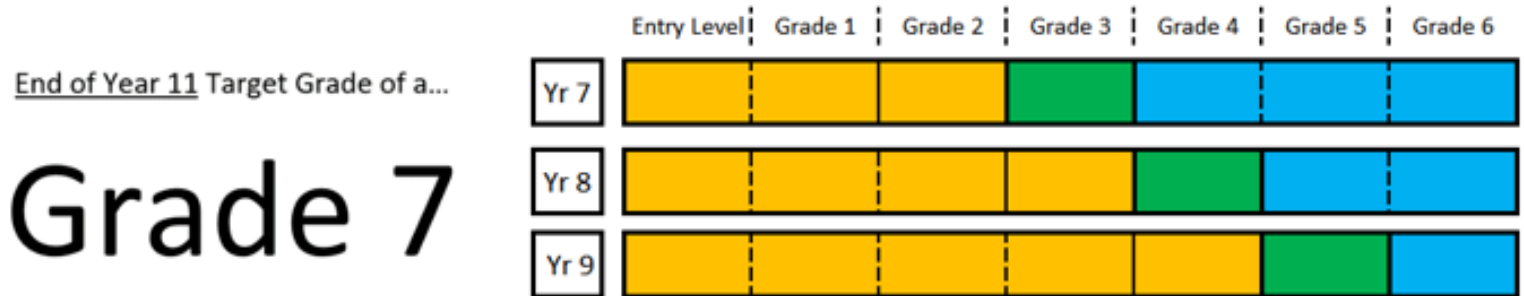 Entry Level Grade 1 Grade 2 Grade 3 Grade 4 Grade 5 Grade 6
End of Year 11 Target Grade of a...
Grade 7
Yr 7
Yr 8
Yr 9